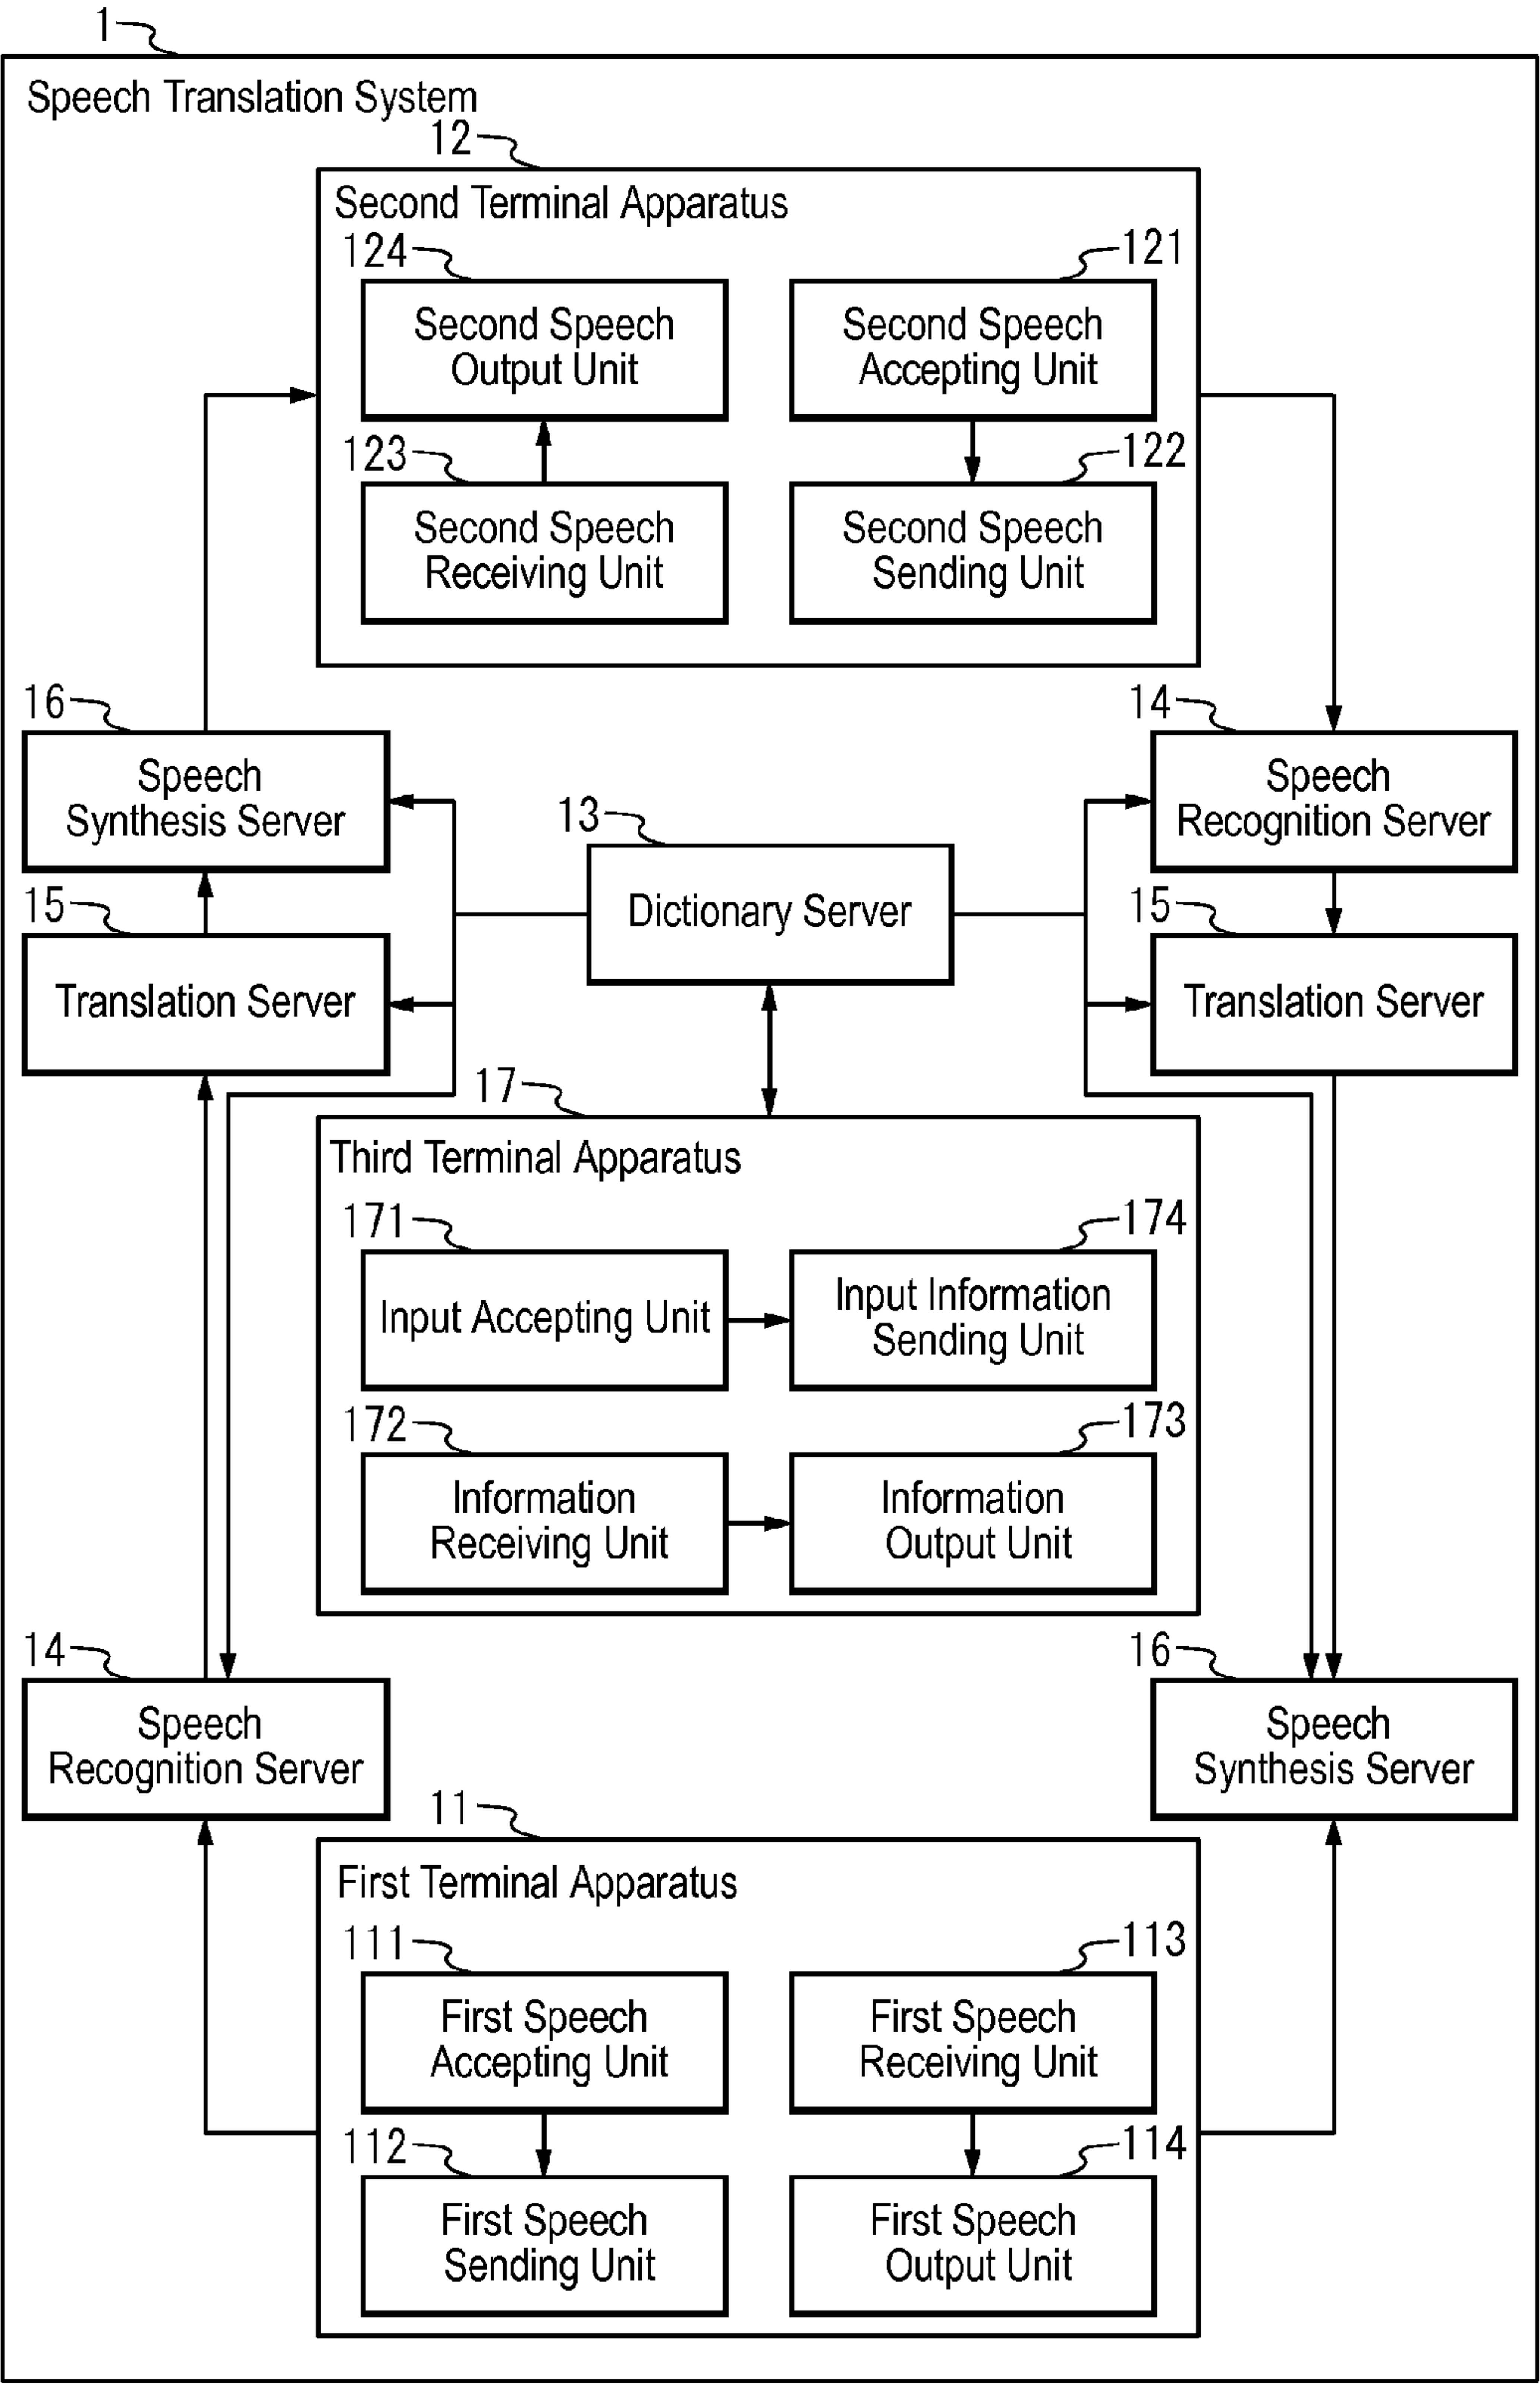 1
Speech Translation System
12
Second Terminal Apparatus
124
121
Second Speech
Output Unit
Second Speech
Accepting Unit
123
122
Second Speech
Receiving Unit
Second Speech
Sending Unit
16
14
Speech
Synthesis Server
Speech
Recognition Server
13
Dictionary Server
15
15
Translation Server
Translation Server
17
Third Terminal Apparatus
171
174
Input Accepting Unit
Input Information
Sending Unit
172
173
Information
Receiving Unit
Information
Output Unit
14
16
Speech
Recognition Server
Speech
Synthesis Server
11
First Terminal Apparatus
111
113
First Speech
Accepting Unit
First Speech
Receiving Unit
112
114
First Speech
Sending Unit
First Speech
Output Unit